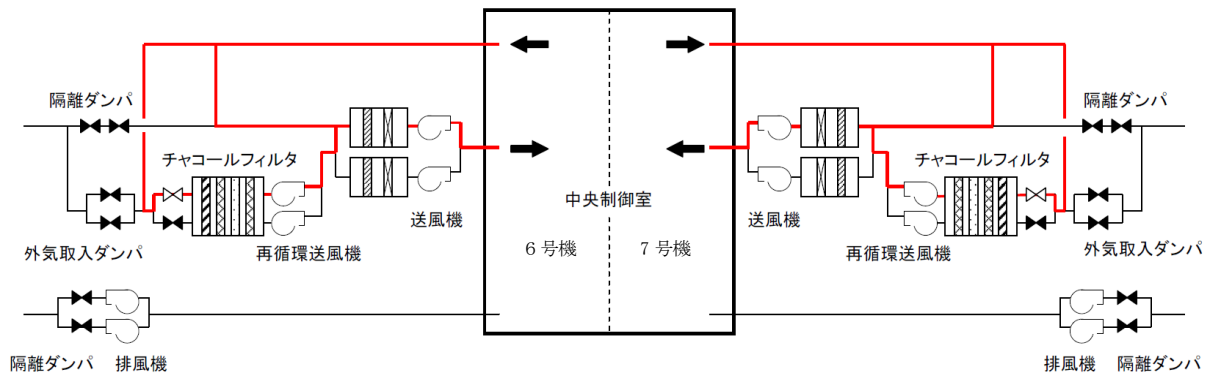 隔離ダンパ
隔離ダンパ
チャコールフィルタ
チャコールフィルタ
中央制御室
送風機
送風機
6号機
7号機
外気取入ダンパ
再循環送風機
再循環送風機
外気取入ダンパ
隔離ダンパ
排風機
排風機
隔離ダンパ